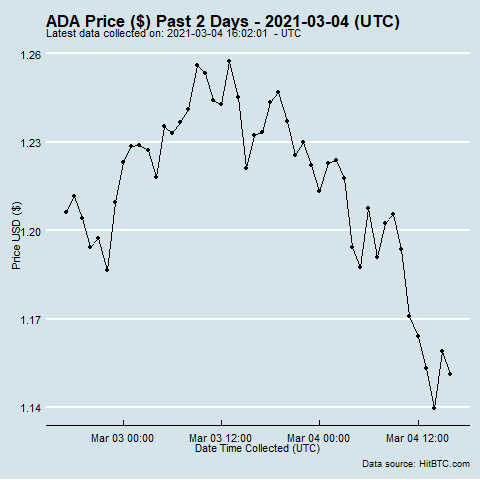 ADA Price ($) Past 2 Days - 2021-03-04 (UTC)
Latest data collected on: 2021-03-04 16:02:01 - UTC
1.26
1.23
1.20
1.17
1.14
Price USD ($)
Mar 03 00:00 Mar 03 12:00 Mar 04 00:00 Mar 04 12:00
Date Time Collected (UTC)
Data source: HitBTC.com